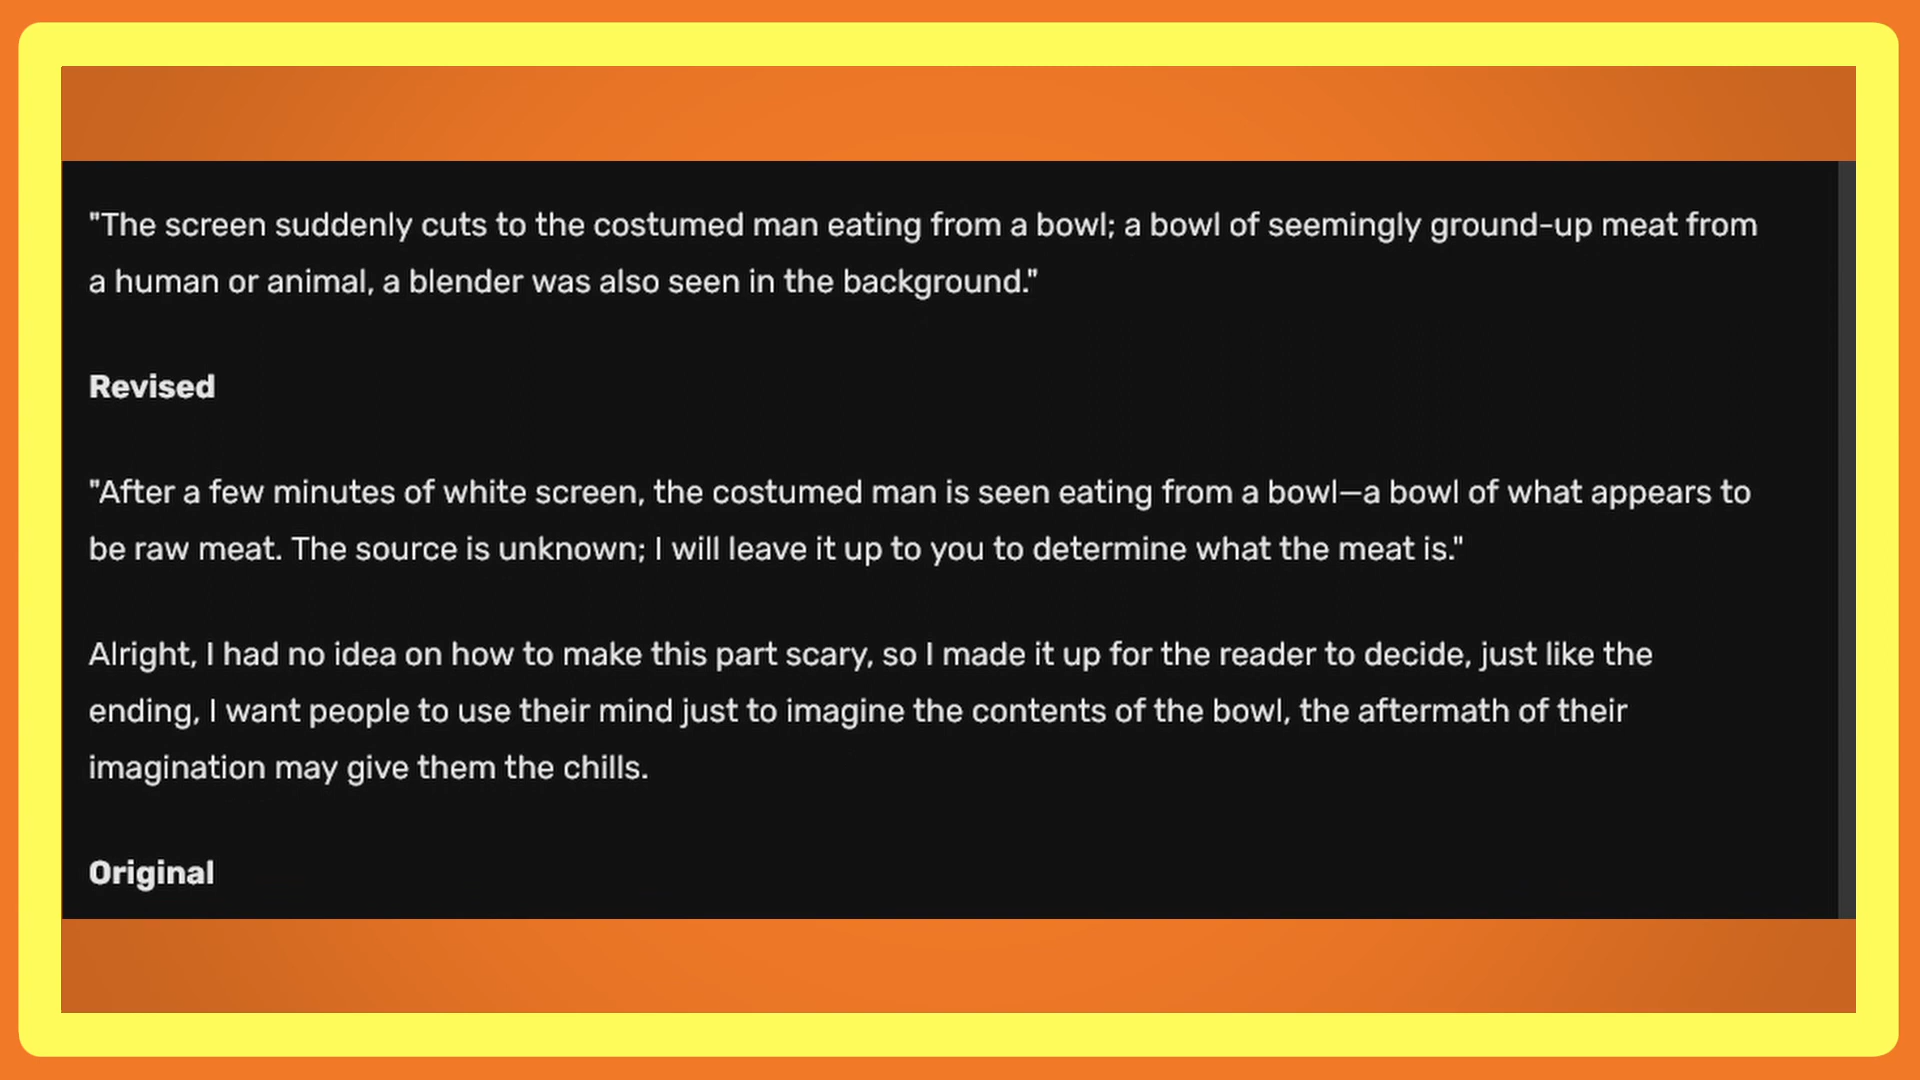 "The screen suddenly cuts to the costumed man eating from a bowl; a bowl of seemingly ground-up meat from
a human or animal, a blender was also seen in the background."
Revised
"After a few minutes of white screen, the costumed man is seen eating from a bowl—a bowl of what appears to
be raw meat. The source is unknown; I will leave it up to you to determine what the meat is."
Alright, I had no idea on how to make this part scary, so I made it up for the reader to decide, just like the
ending, I want people to use their mind just to imagine the contents of the bowl, the aftermath of their
imagination may give them the chills.
Original